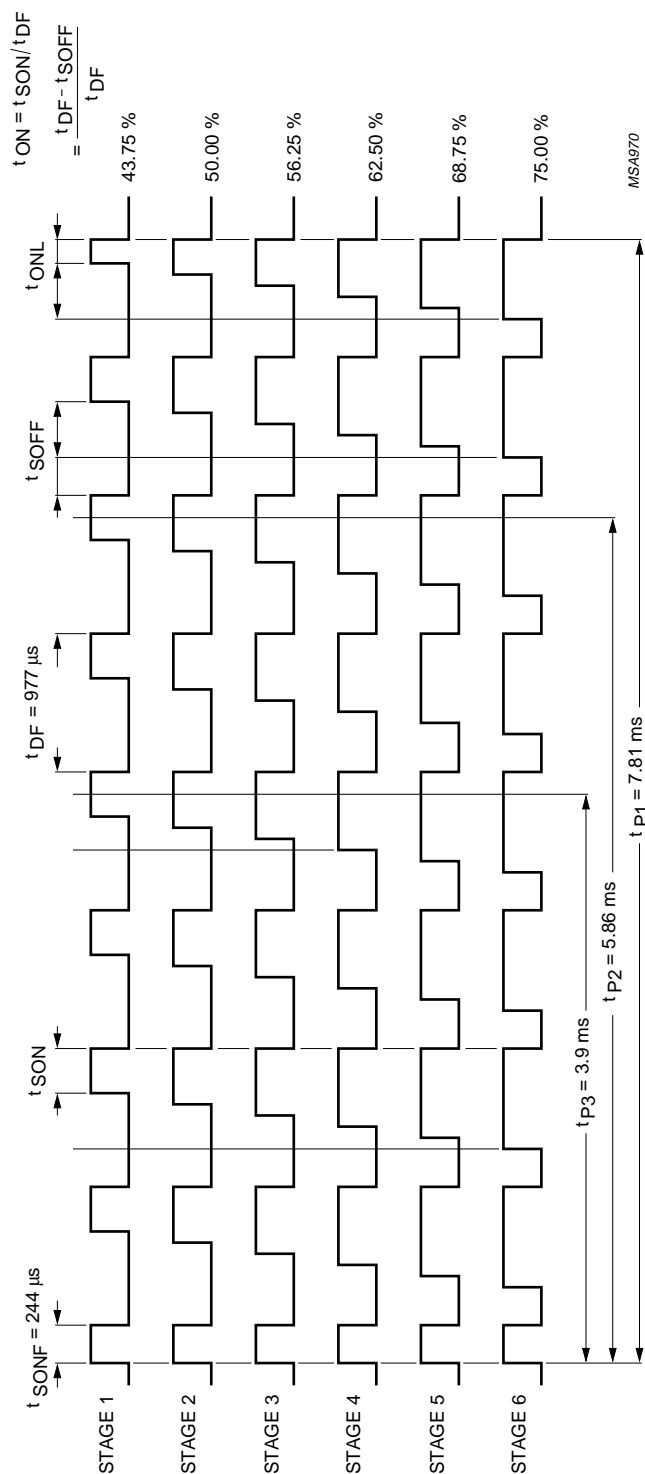 t SONF = 244 µs
t SON
t DF = 977 µs
t SOFF
t ONL
t ON = t SON / t DF
= t DF - t SOFF
t DF
STAGE 1
43.75 %
STAGE 2
50.00 %
STAGE 3
56.25 %
STAGE 4
62.50 %
STAGE 5
68.75 %
STAGE 6
75.00 %
t P3 = 3.9 ms
t P2 = 5.86 ms
t P1 = 7.81 ms
MSA970